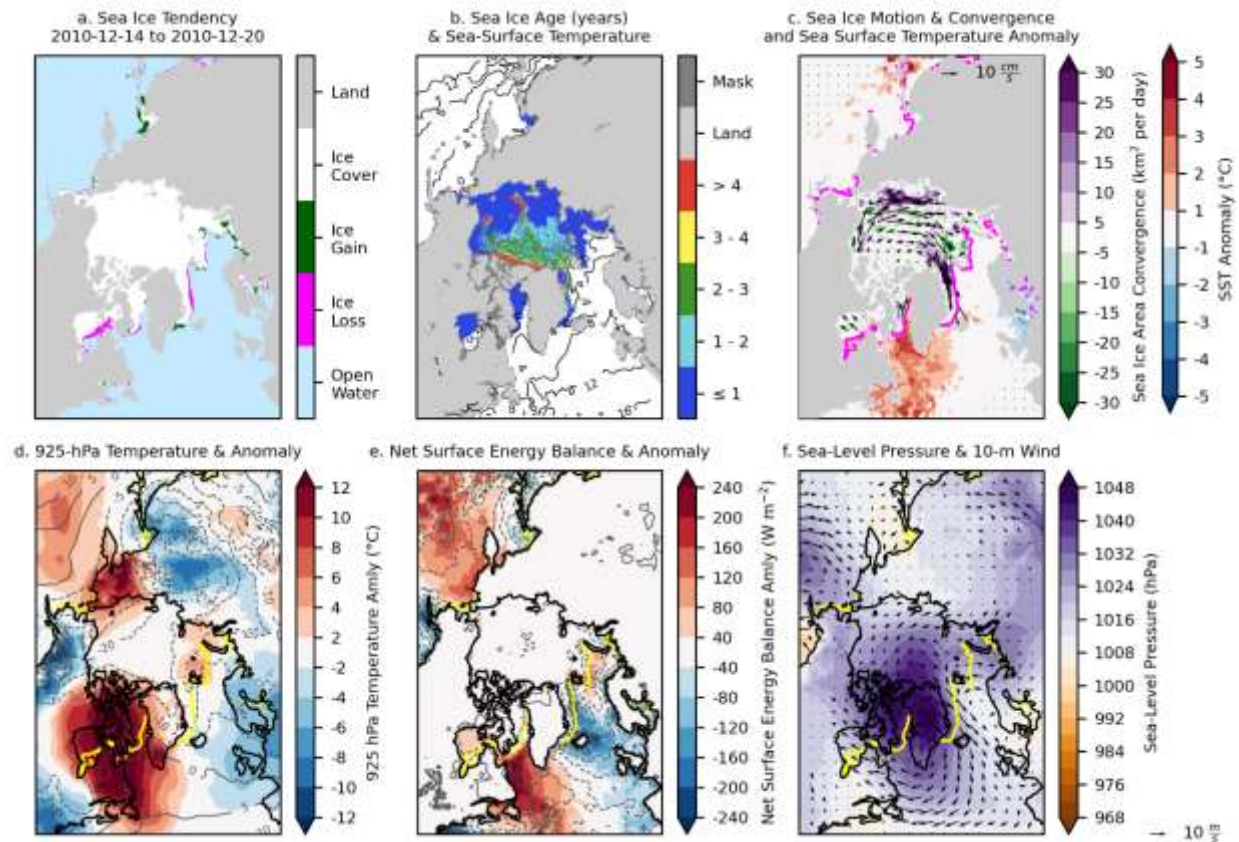 a. Sea Ice Tendency
2010-12-14 to 2010-12-20
Land
Ice
Cover
Ice
Gain
Ice
Loss
Open
Water
b. Sea Ice Age (years)
& Sea-Surface Temperature
Mask
Land
> 4
3 - 4
2 - 3
1 - 2
≤ 1
c. Sea Ice Motion & Convergence
and Sea Surface Temperature Anomaly
10 cm/s
30
25
20
15
10
5
-5
-10
-15
-20
-25
-30
Sea Ice Area Convergence (km² per day)
5
4
3
2
1
-1
-2
-3
-4
-5
SST Anomaly (°C)
d. 925-hPa Temperature & Anomaly
12
10
8
6
4
2
-2
-4
-6
-8
-10
-12
925 hPa Temperature Amly (°C)
e. Net Surface Energy Balance & Anomaly
240
200
160
120
80
40
-40
-80
-120
-160
-200
-240
Net Surface Energy Balance Amly (W m⁻²)
f. Sea-Level Pressure & 10-m Wind
1048
1040
1032
1024
1016
1008
1000
992
984
976
968
Sea-Level Pressure (hPa)
10 m/s